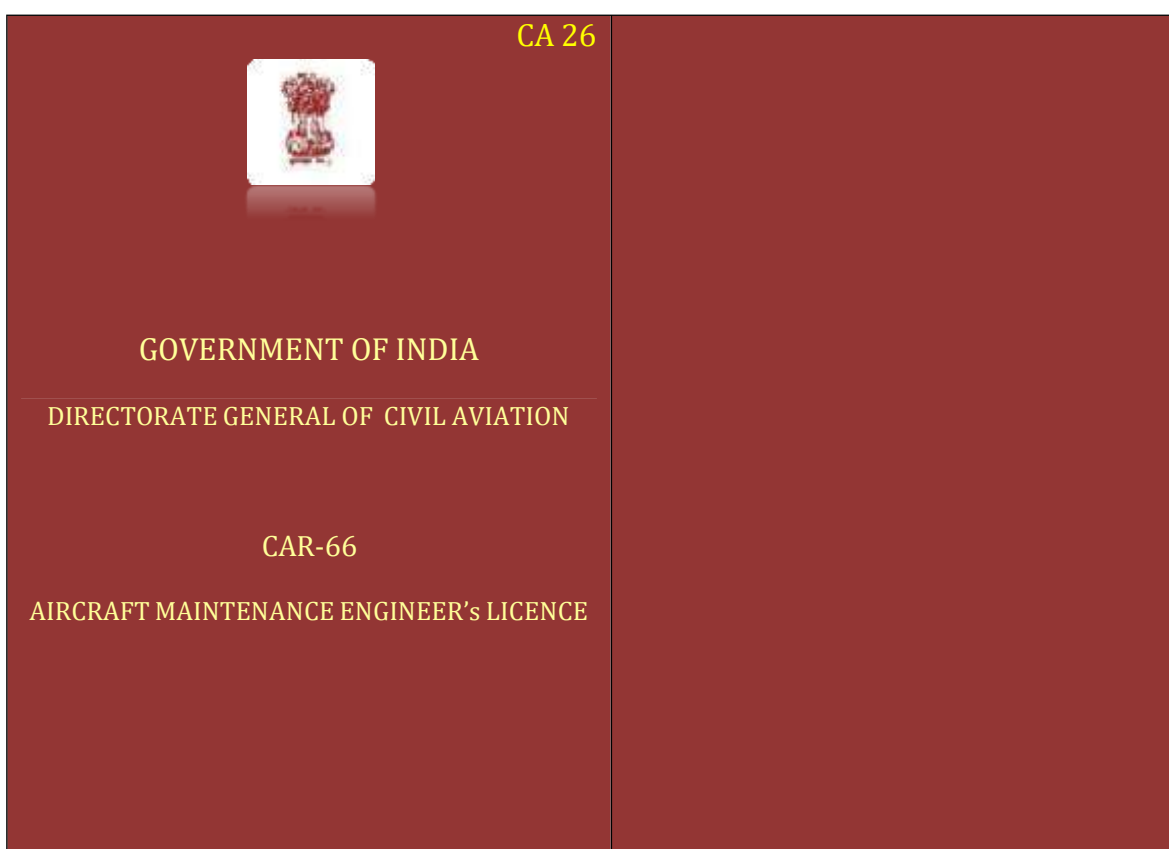 CA 26
GOVERNMENT OF INDIA
DIRECTORATE GENERAL OF CIVIL AVIATION
CAR-66
AIRCRAFT MAINTENANCE ENGINEER's LICENCE